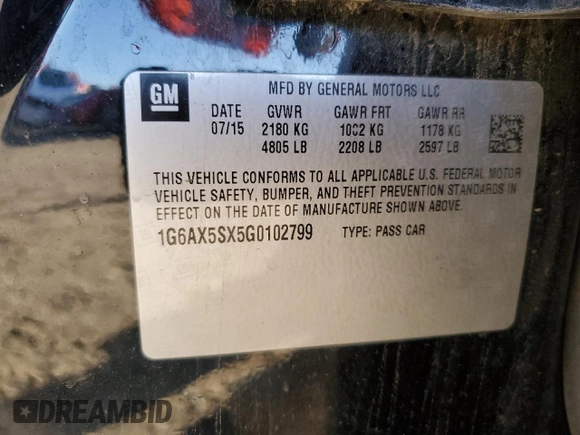 GM
MFD BY GENERAL MOTORS LLC
DATE GVWR GAWR FRT GAWR RR
07/15 2180 KG 1002 KG 1178 KG
4805 LB 2208 LB 2597 LB
THIS VEHICLE CONFORMS TO ALL APPLICABLE U.S. FEDERAL MOTOR
VEHICLE SAFETY, BUMPER, AND THEFT PREVENTION STANDARDS IN
EFFECT ON THE DATE OF MANUFACTURE SHOWN ABOVE.
1G6AX5SX5G0102799 TYPE: PASS CAR
DREAMBID